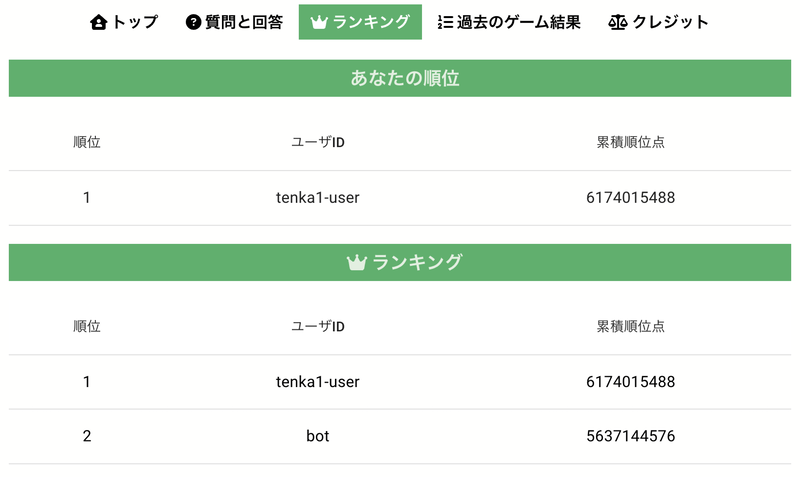 トップ 質問と回答 ランキング 過去のゲーム結果 クレジット
あなたの順位
順位 ユーザID 累積順位点
1 tenka1-user 6174015488
ランキング
順位 ユーザID 累積順位点
1 tenka1-user 6174015488
2 bot 5637144576